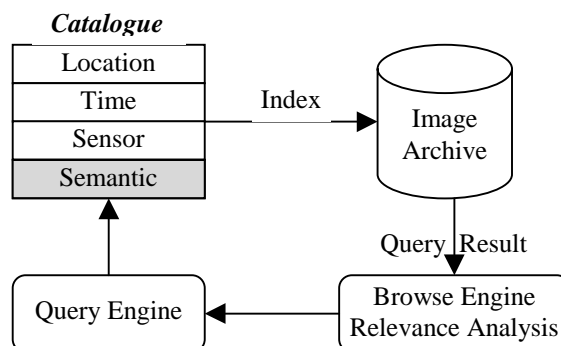 Catalogue
Location
Time
Sensor
Semantic
Index
Image
Archive
Query Result
Query Engine
Browse Engine
Relevance Analysis